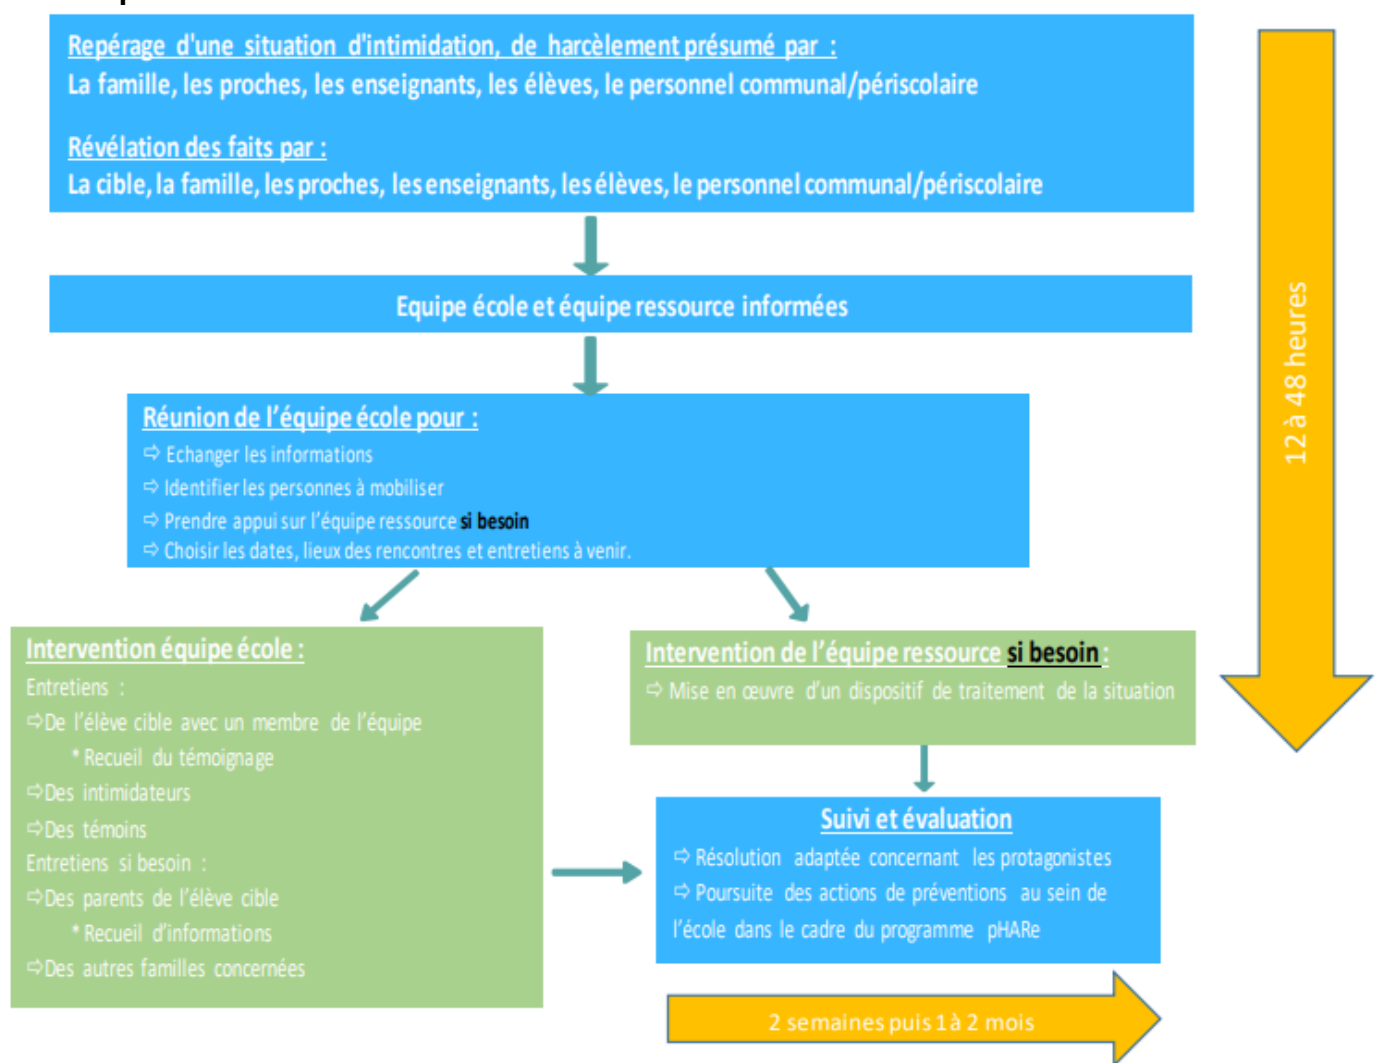 Repérage d'une situation d'intimidation, de harcèlement présumé par :
La famille, les proches, les enseignants, les élèves, le personnel communal/périscolaire
Révélation des faits par :
La cible, la famille, les proches, les enseignants, les élèves, le personnel communal/périscolaire
Equipe école et équipe ressource informées
Réunion de l'équipe école pour :
⇨ Echanger les informations
⇨ Identifier les personnes à mobiliser
⇨ Prendre appui sur l'équipe ressource si besoin
⇨ Choisir les dates, lieux des rencontres et entretiens à venir.
12 à 48 heures
Intervention équipe école :
Entretiens :
⇨De l'élève cible avec un membre de l'équipe
* Recueil du témoignage
⇨Des intimidateurs
⇨Des témoins
Entretiens si besoin :
⇨Des parents de l'élève cible
* Recueil d'informations
⇨Des autres familles concernées
Intervention de l'équipe ressource si besoin :
⇨ Mise en œuvre d'un dispositif de traitement de la situation
Suivi et évaluation
⇨ Résolution adaptée concernant les protagonistes
⇨ Poursuite des actions de préventions au sein de
l'école dans le cadre du programme pHARe
2 semaines puis 1 à 2 mois